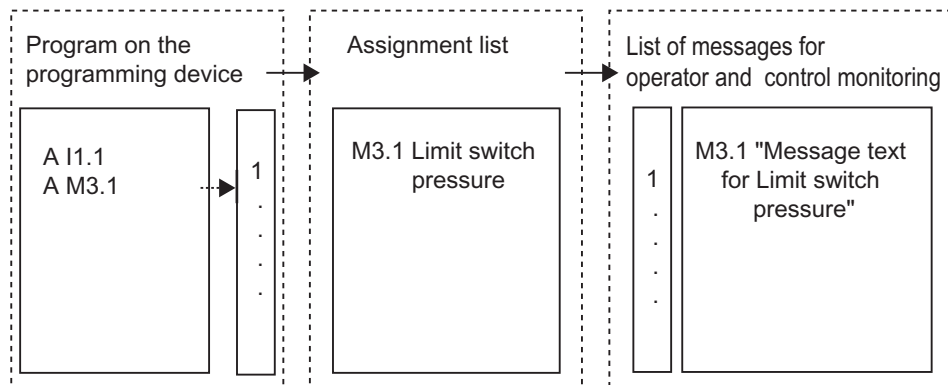 Program on the
programming device
A I1.1
A M3.1
1
.
.
.
.
Assignment list
M3.1 Limit switch
pressure
List of messages for
operator and control monitoring
1
.
.
.
.
M3.1 "Message text
for Limit switch
pressure"